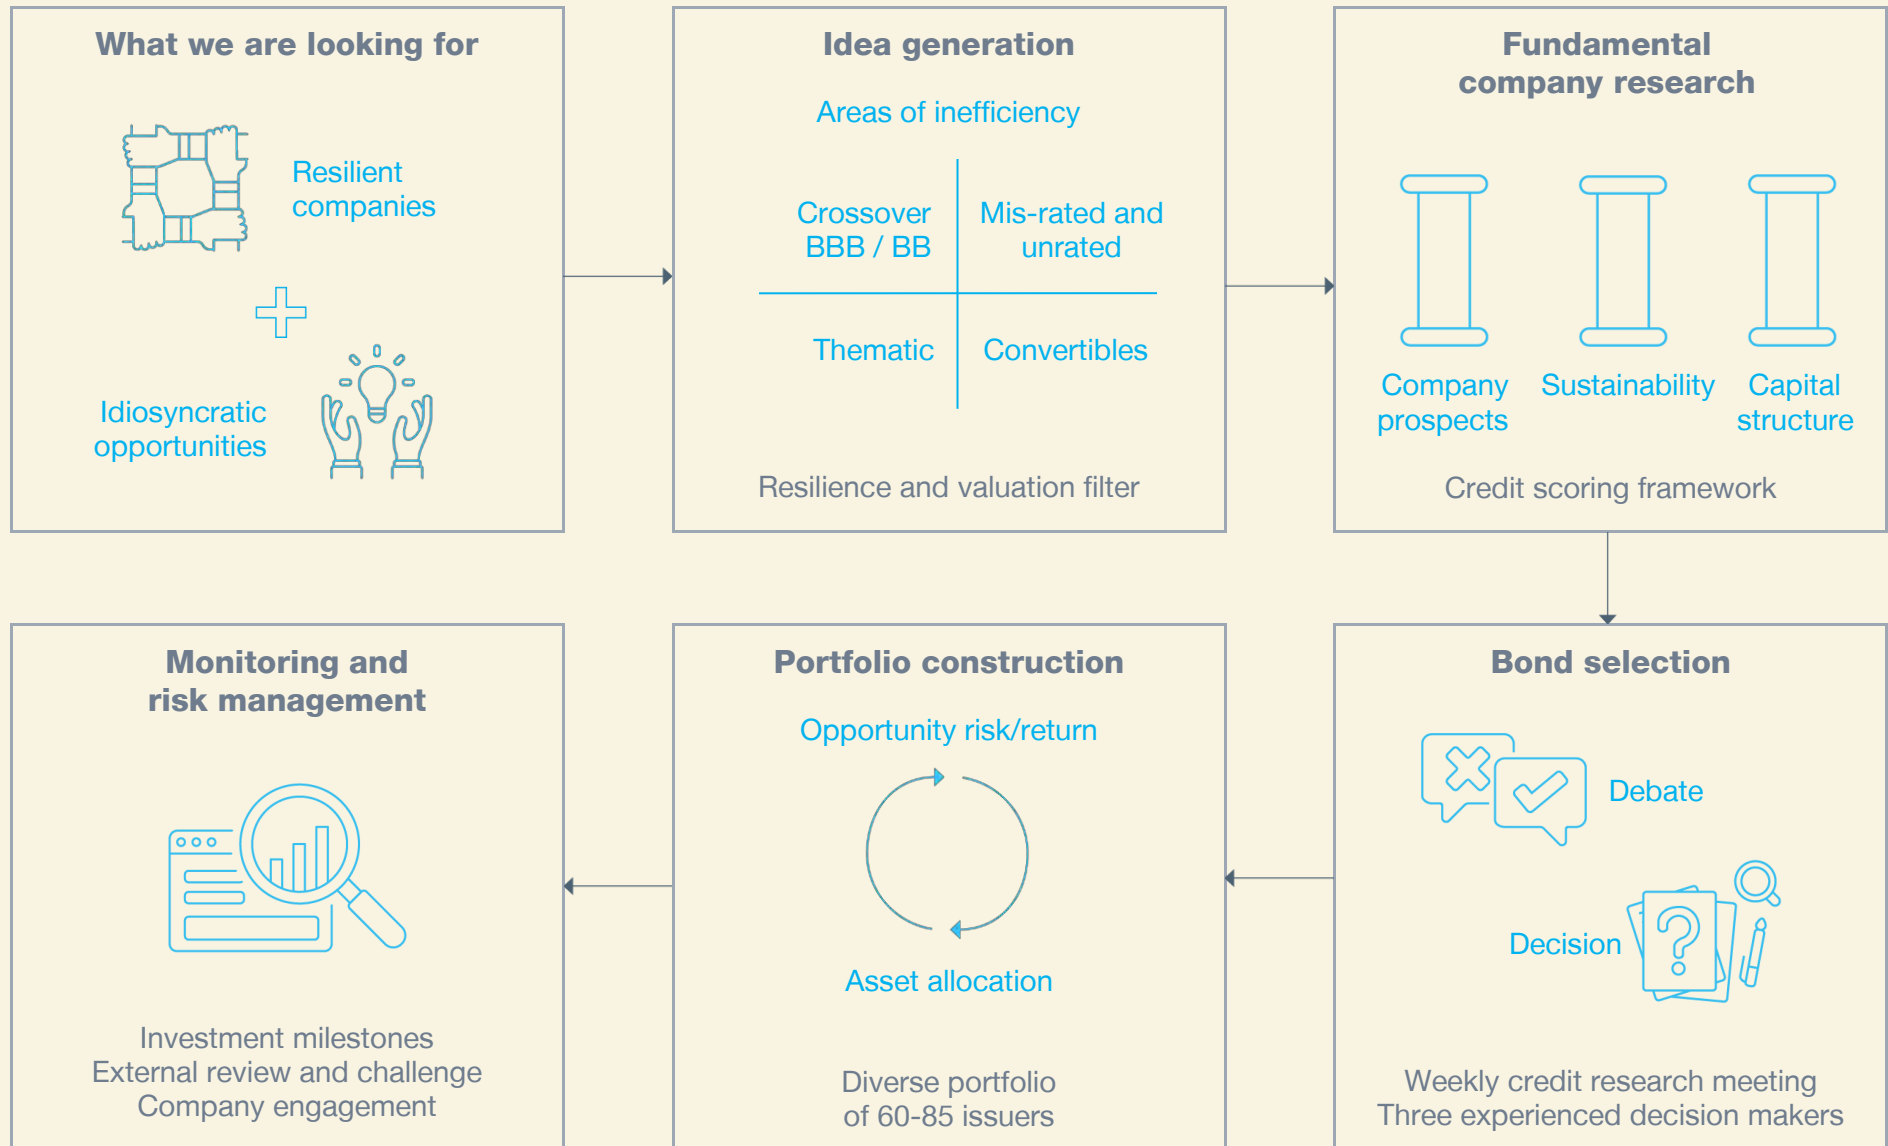 What we are looking for
Resilient
companies
Idiosyncratic
opportunities
Idea generation
Areas of inefficiency
Crossover
BBB / BB
Mis-rated and
unrated
Thematic
Convertibles
Resilience and valuation filter
Fundamental
company research
Company
prospects
Sustainability
Capital
structure
Credit scoring framework
Bond selection
Debate
Decision
?
Weekly credit research meeting
Three experienced decision makers
Portfolio construction
Opportunity risk/return
Asset allocation
Diverse portfolio
of 60-85 issuers
Monitoring and
risk management
Investment milestones
External review and challenge
Company engagement